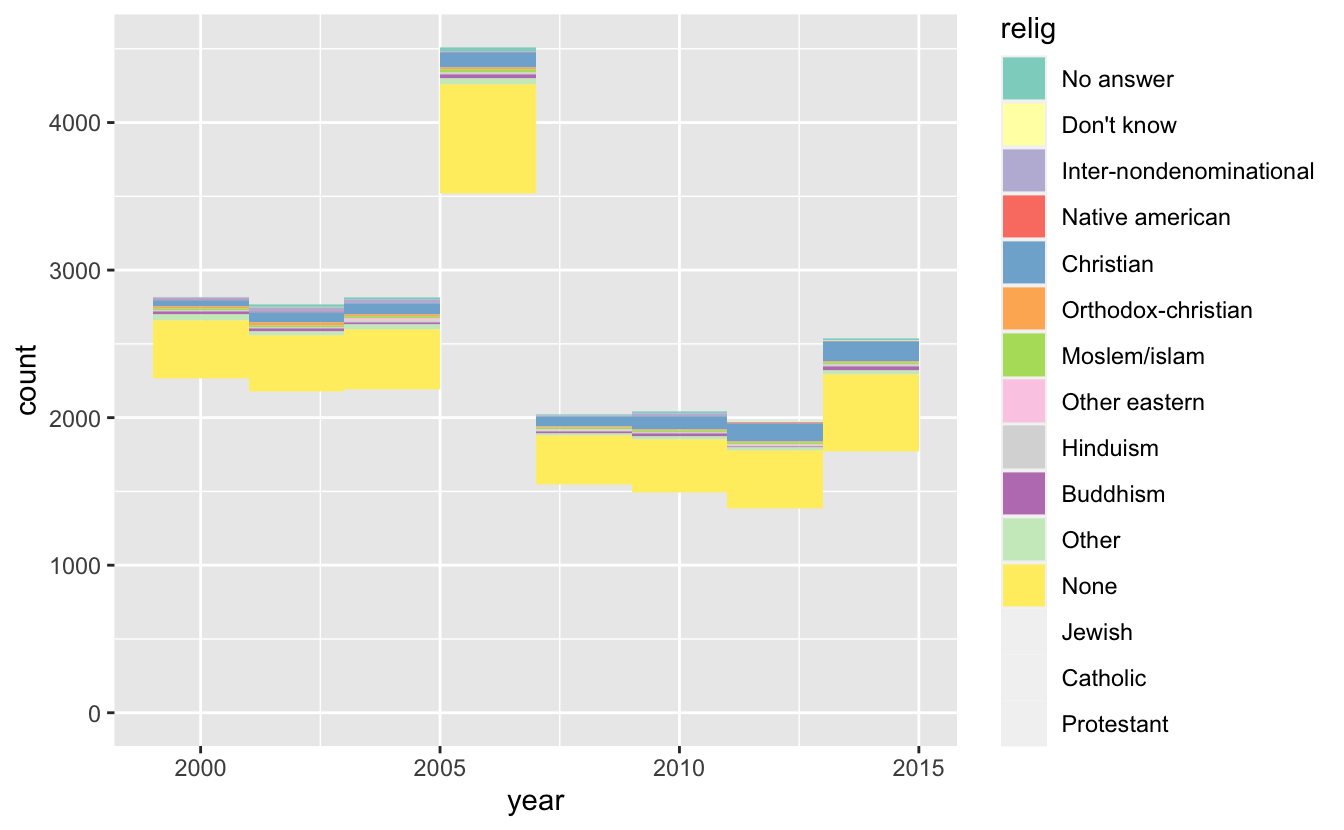 relig
No answer
Don't know
Inter-nondenominational
Native american
Christian
Orthodox-christian
Moslem/islam
Other eastern
Hinduism
Buddhism
Other
None
Jewish
Catholic
Protestant
count
4000
3000
2000
1000
0
2000 2005 2010 2015
year